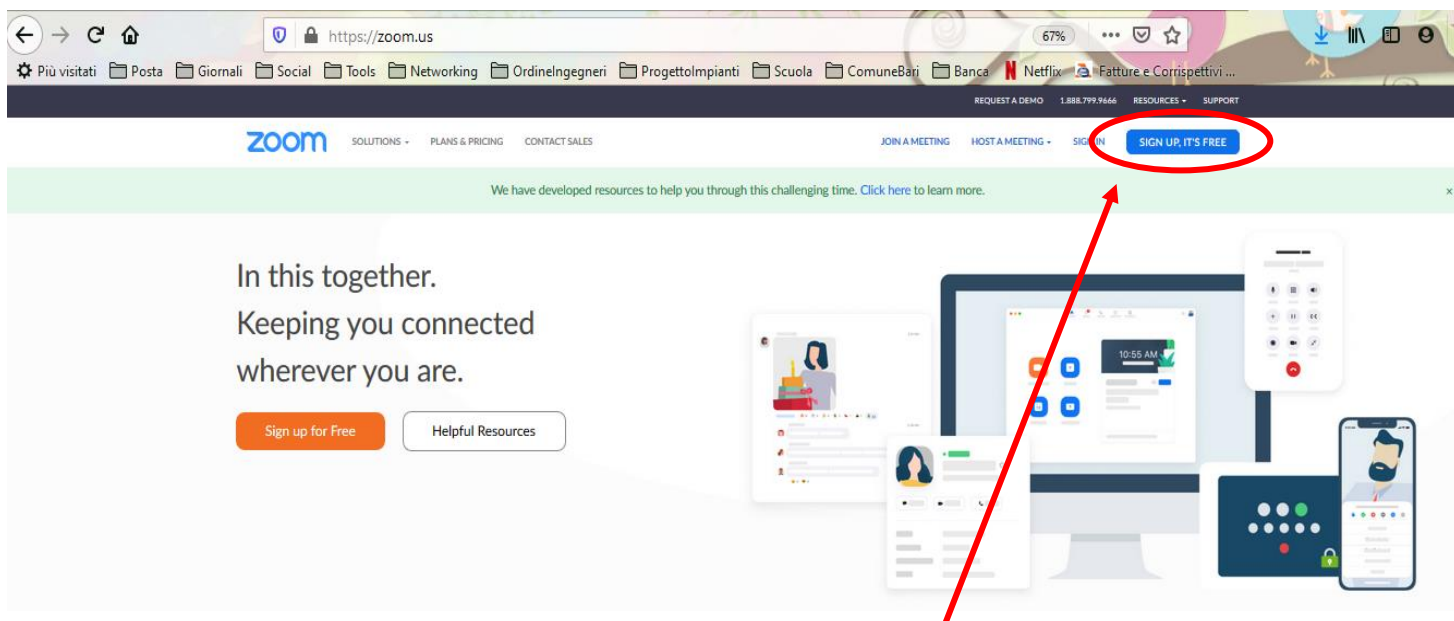 https://zoom.us
67%
Più visitati Posta Giornali Social Tools Networking OrdineIngegneri ProgettoImpianti Scuola ComuneBari Banca Netflix Fatture e Corrispettivi ...
REQUEST A DEMO 1.888.799.9666 RESOURCES SUPPORT
zoom SOLUTIONS PLANS & PRICING CONTACT SALES JOIN A MEETING HOST A MEETING SIGN IN SIGN UP, IT'S FREE
We have developed resources to help you through this challenging time. Click here to learn more.
In this together.
Keeping you connected
wherever you are.
Sign up for Free Helpful Resources
10:55 AM